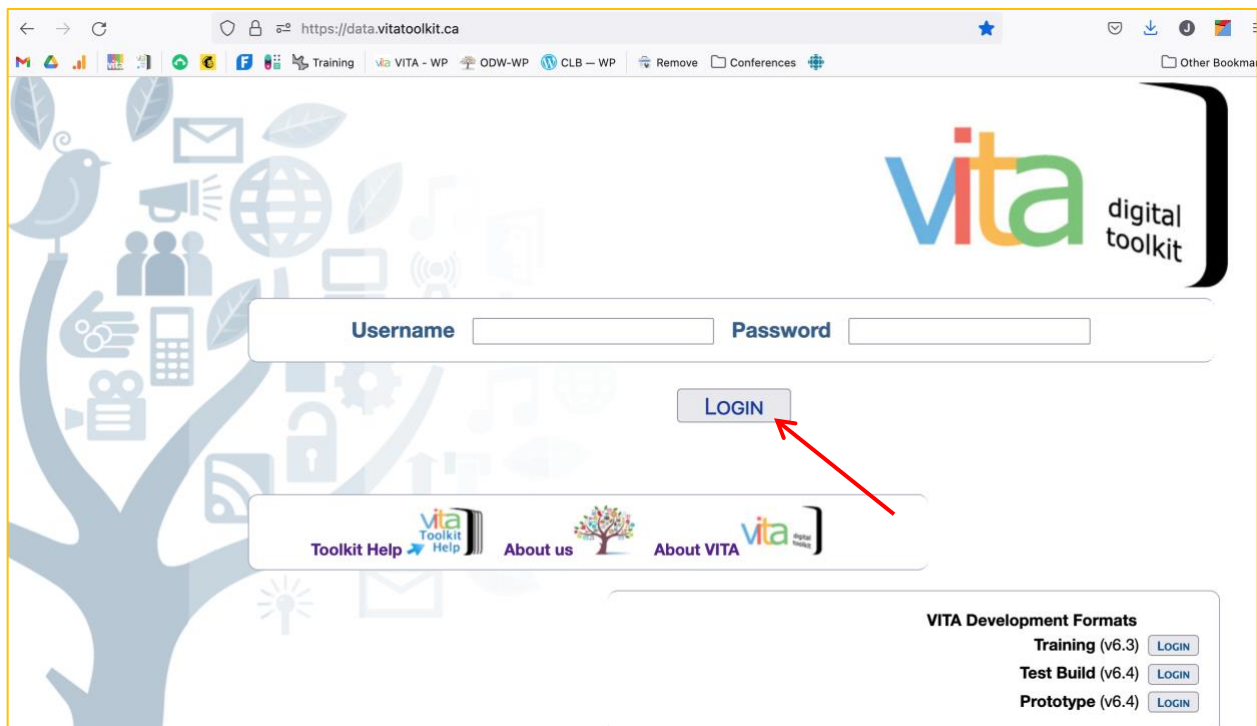 https://data.vitatoolkit.ca
J
Training VITA - WP ODW-WP CLB — WP Remove Conferences Other Bookmar
vita digital
toolkit
Username Password
LOGIN
Toolkit Help vita Toolkit Help About us About VITA vita digital toolkit
VITA Development Formats
Training (v6.3) LOGIN
Test Build (v6.4) LOGIN
Prototype (v6.4) LOGIN